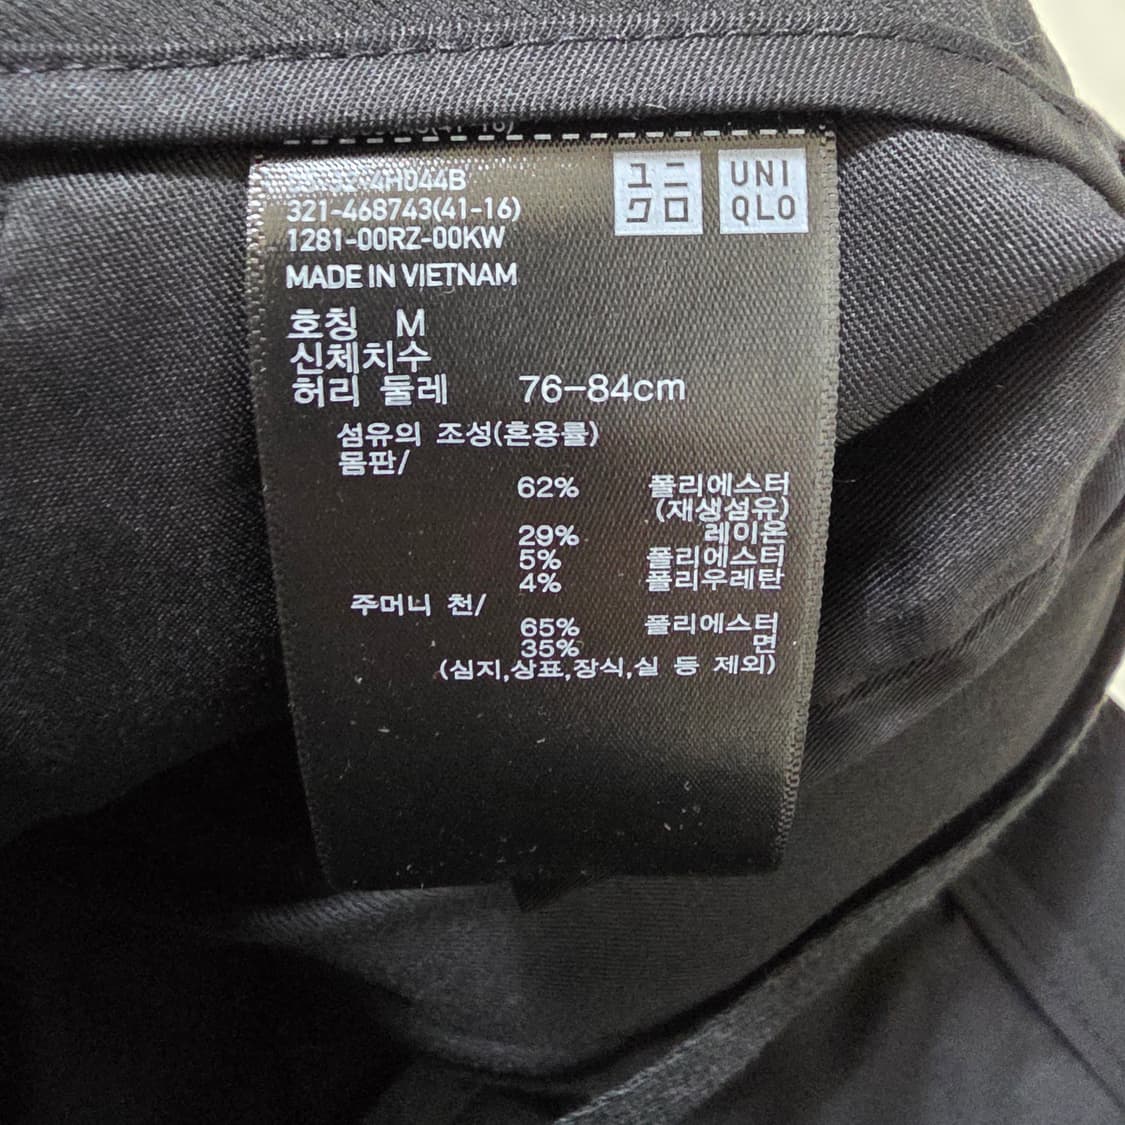 ユニクロ
UNI
QLO
4H044B
321-468743(41-16)
1281-00RZ-00KW
MADE IN VIETNAM
호칭 M
신체치수
허리 둘레 76-84cm
섬유의 조성(혼용률)
몸판/
62% 폴리에스터
(재생섬유)
29% 레이온
5% 폴리에스터
4% 폴리우레탄
주머니 천/
65% 폴리에스터
35% 면
(심지,상표,장식,실 등 제외)